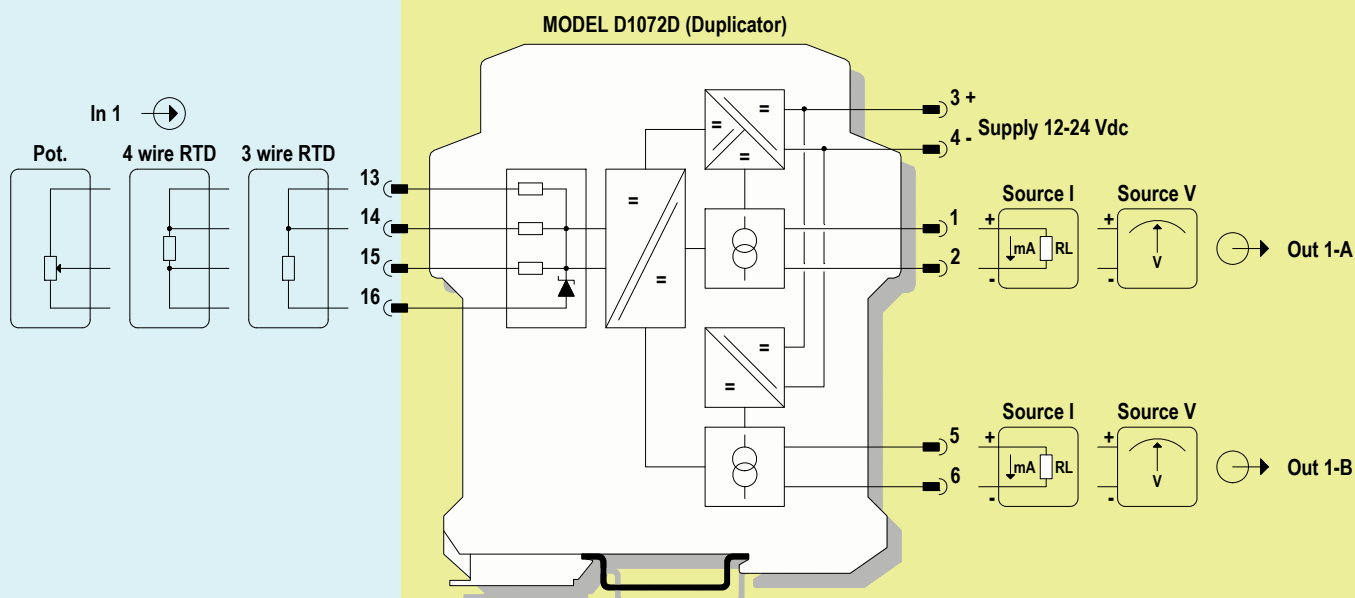 MODEL D1072D (Duplicator)
In 1
Pot.
4 wire RTD
3 wire RTD
13
14
15
16
=
=
=
=
=
=
=
3 +
4 -
Supply 12-24 Vdc
1
2
Source I
+
mA
RL
-
Source V
+
V
-
Out 1-A
5
6
Source I
+
mA
RL
-
Source V
+
V
-
Out 1-B